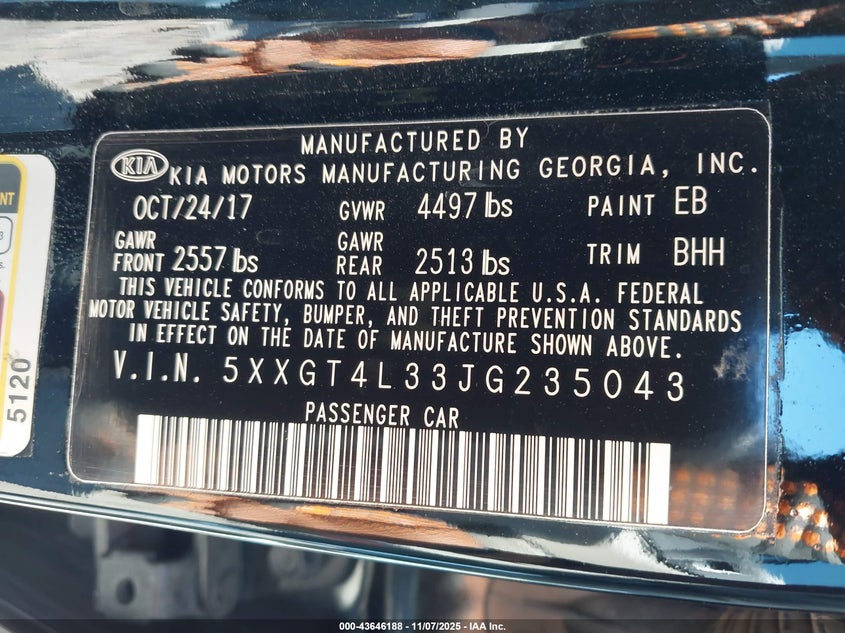 MANUFACTURED BY
KIA KIA MOTORS MANUFACTURING GEORGIA, INC.
OCT/24/17 GVWR 4497 lbs PAINT EB
GAWR FRONT 2557 lbs GAWR REAR 2513 lbs TRIM BHH
THIS VEHICLE CONFORMS TO ALL APPLICABLE U.S.A. FEDERAL
MOTOR VEHICLE SAFETY, BUMPER, AND THEFT PREVENTION STANDARDS
IN EFFECT ON THE DATE OF MANUFACTURE SHOWN ABOVE.
V.I.N. 5XXGT4L33JG235043
PASSENGER CAR
5120
000-43646188 - 11/07/2025 - IAA Inc.